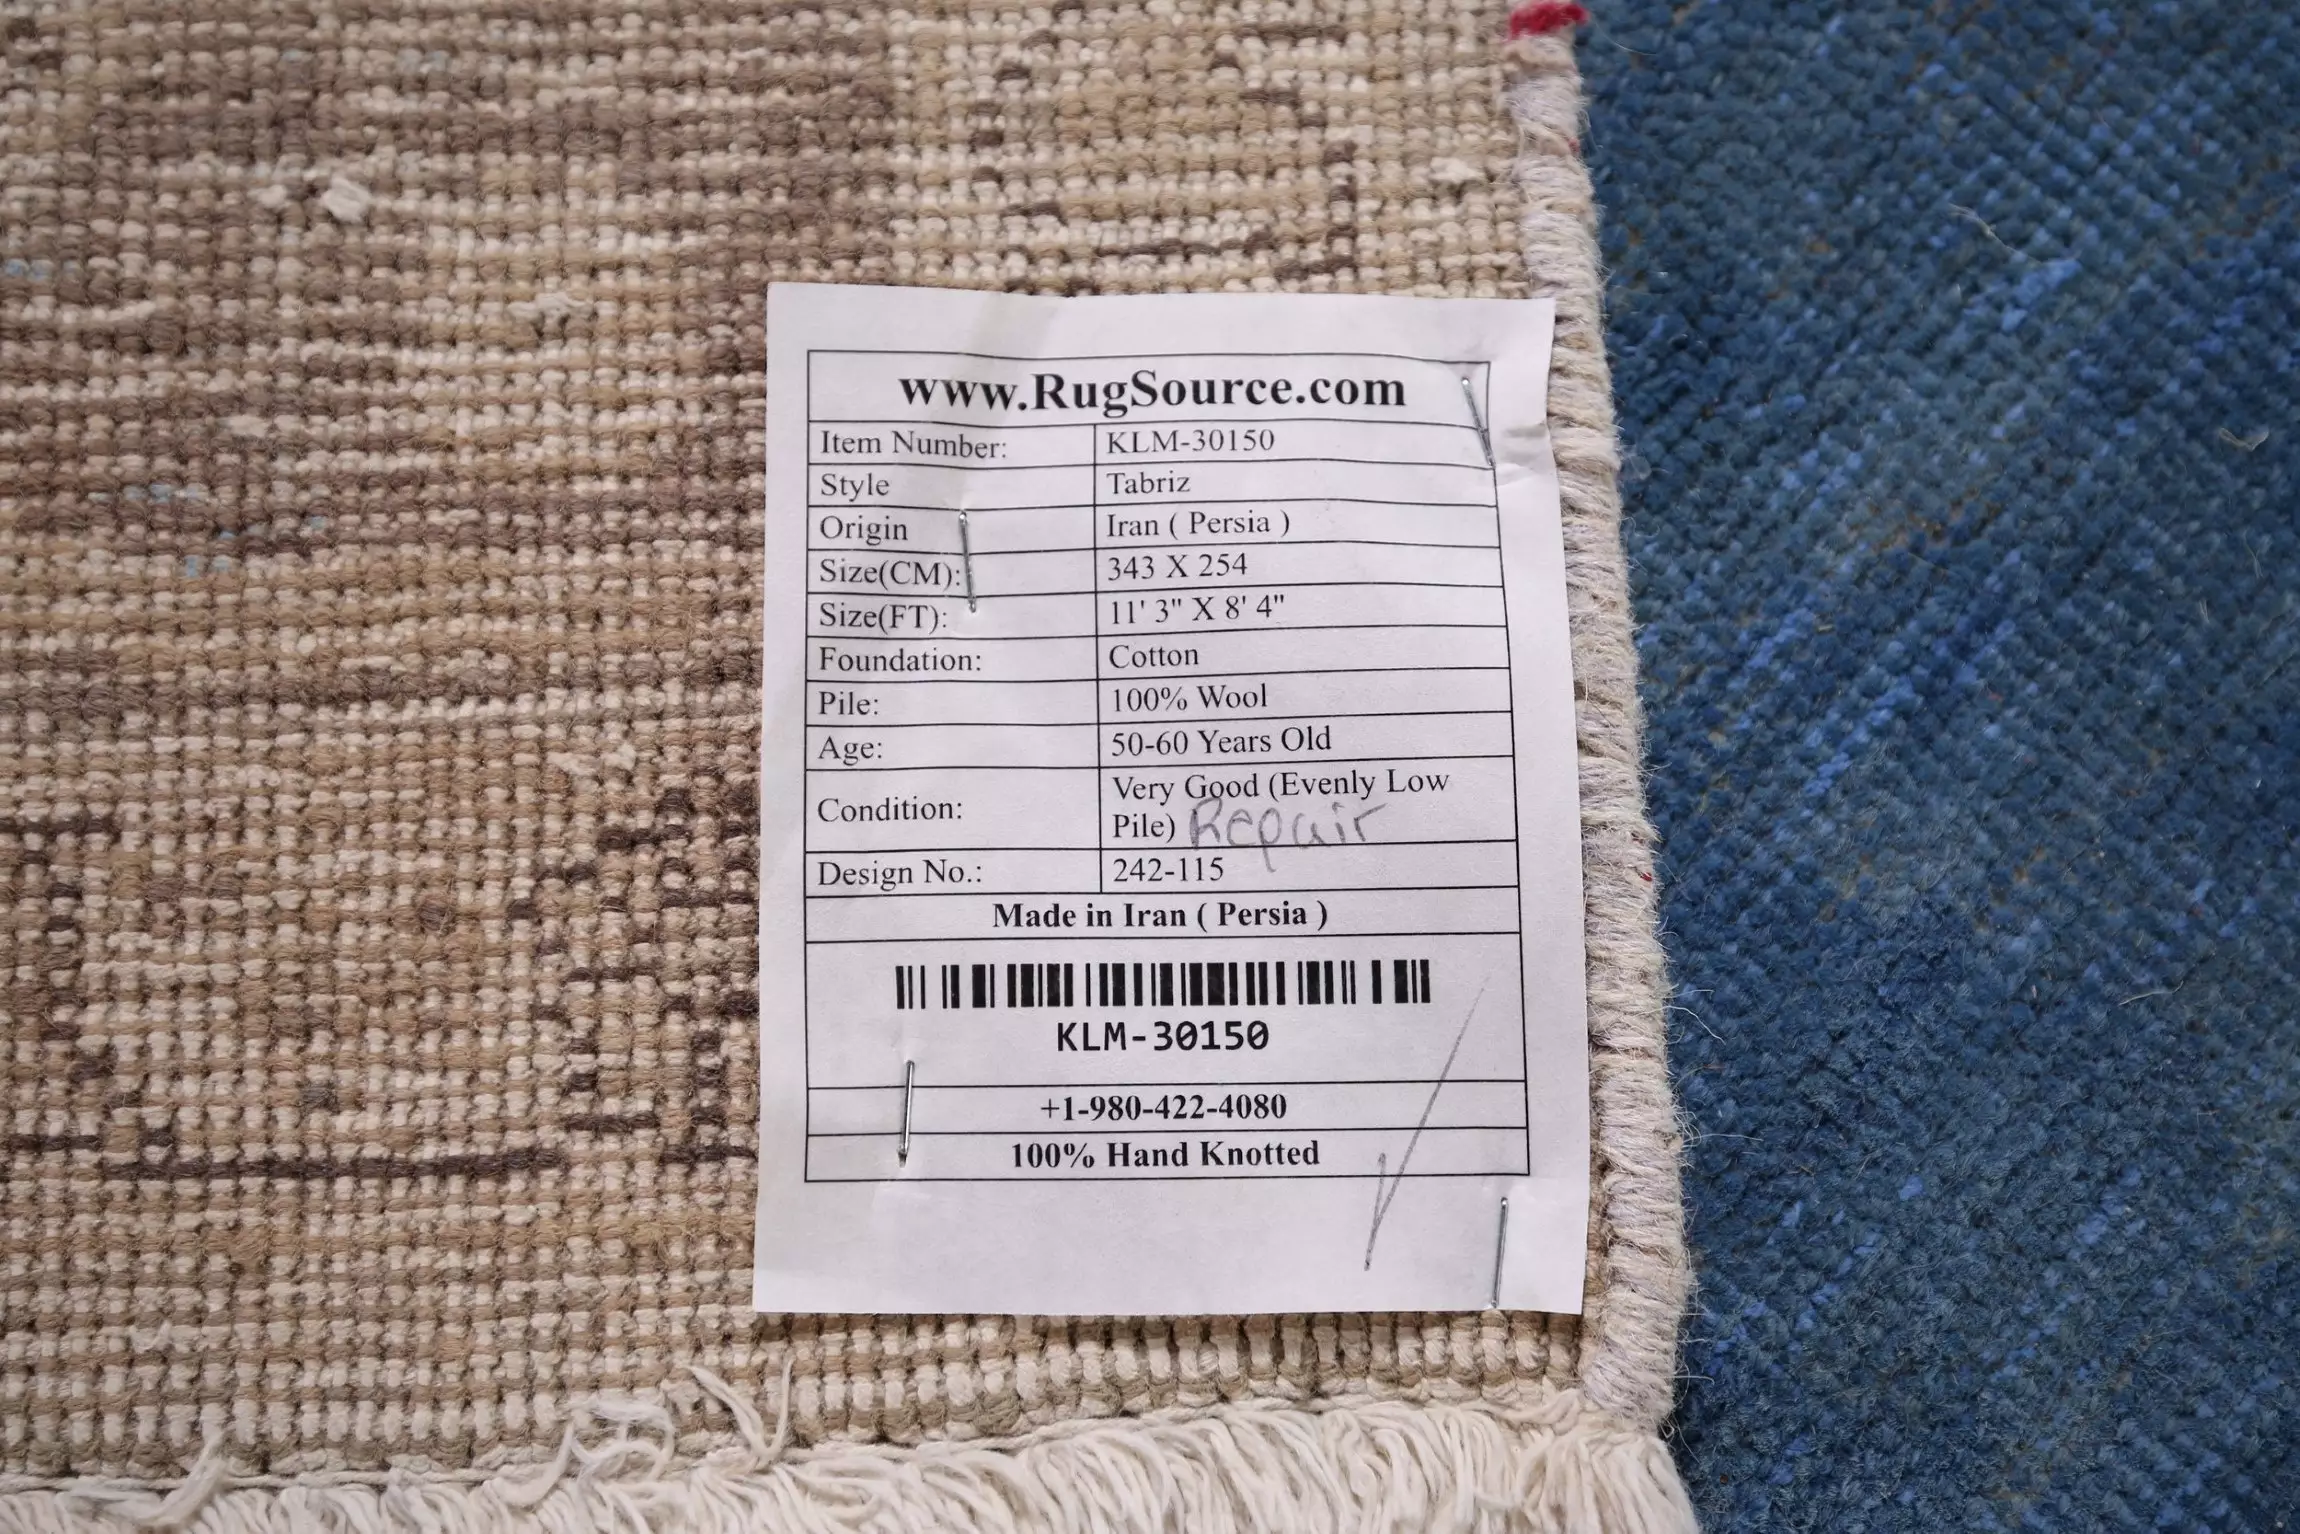 www.RugSource.com
Item Number: KLM-30150
Style Tabriz
Origin Iran ( Persia )
Size(CM): 343 X 254
Size(FT): 11' 3" X 8' 4"
Foundation: Cotton
Pile: 100% Wool
Age: 50-60 Years Old
Condition: Very Good (Evenly Low
Pile) Repair
Design No.: 242-115
Made in Iran ( Persia )
KLM-30150
+1-980-422-4080
100% Hand Knotted